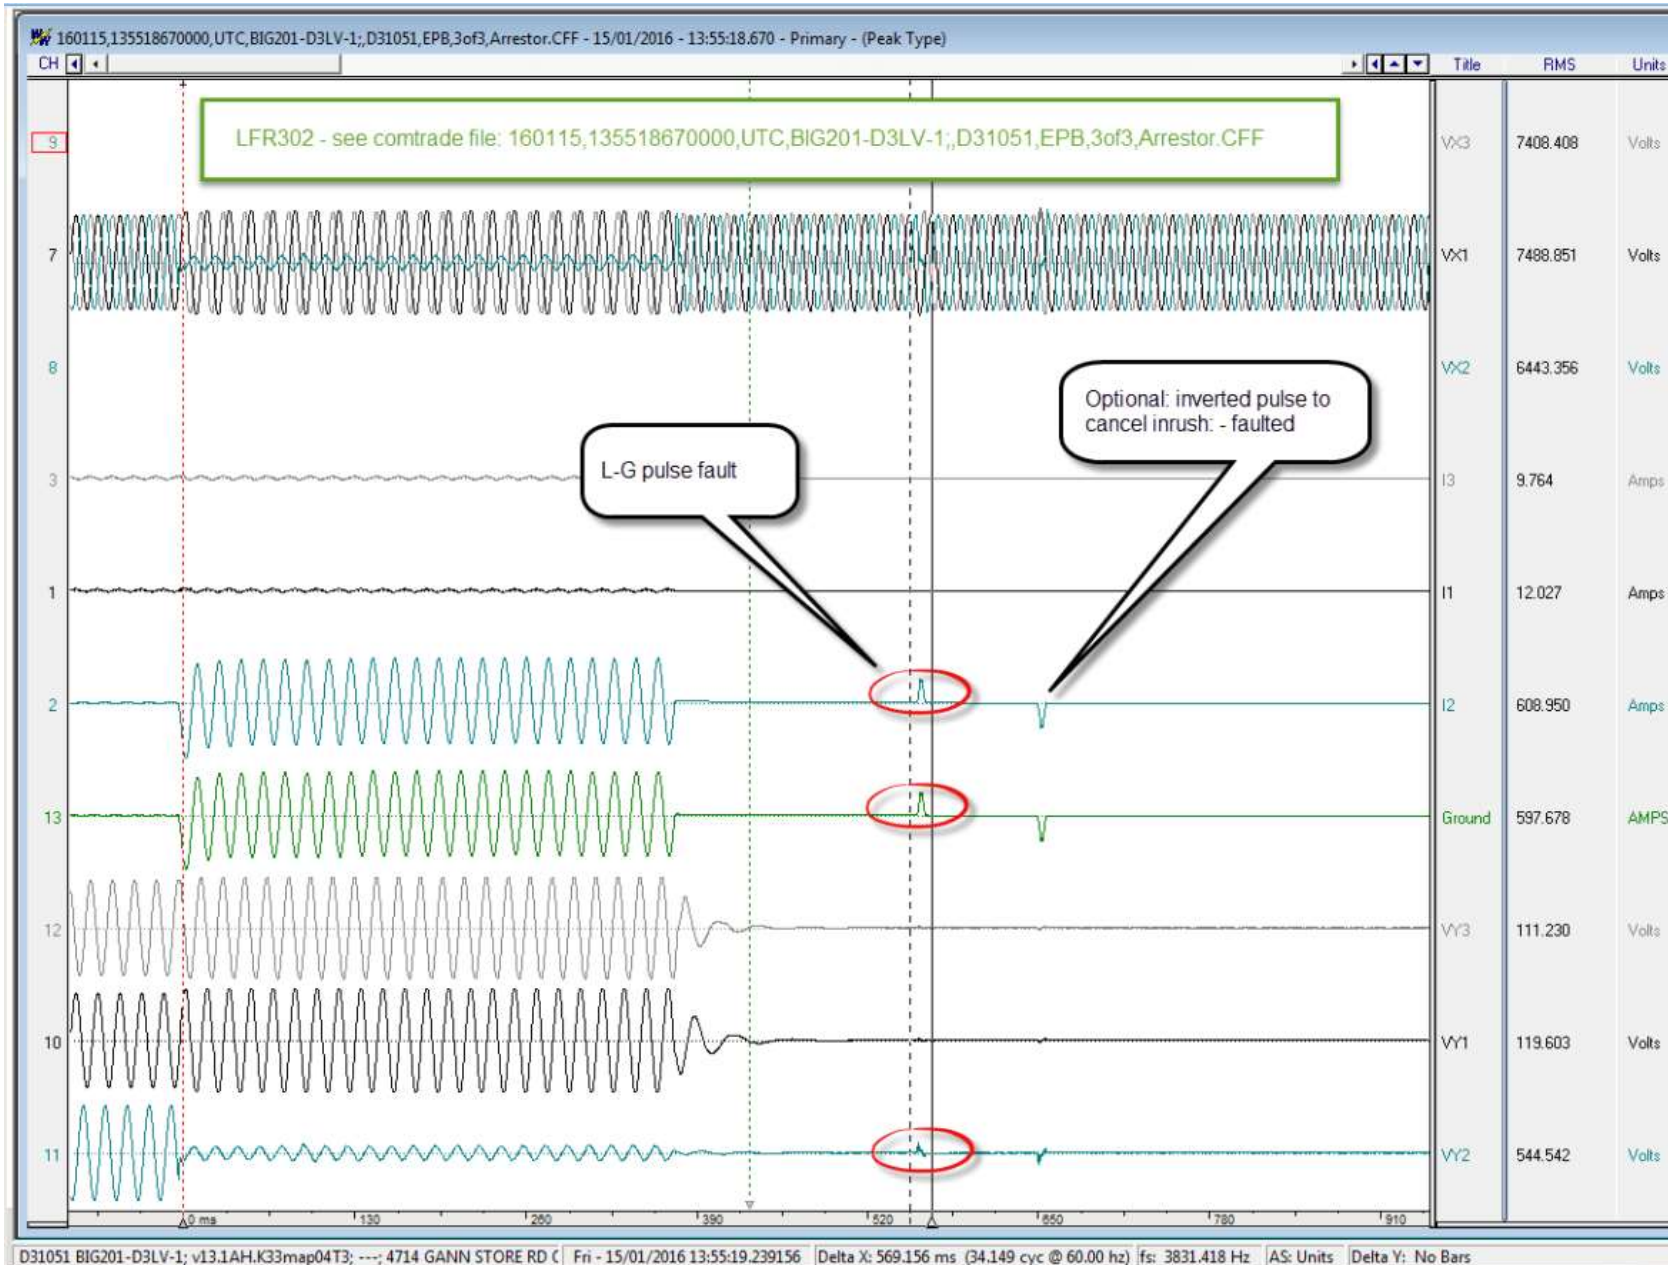 160115,135518670000,UTC,BIG201-D3LV-1;,D31051,EPB,3of3,Arrestor.CFF - 15/01/2016 - 13:55:18.670 - Primary - (Peak Type)
CH Title RMS Units
LFR302 - see comtrade file: 160115,135518670000,UTC,BIG201-D3LV-1;,D31051,EPB,3of3,Arrestor.CFF
9 VX3 7408.408 Volts
7 VX1 7488.851 Volts
8 VX2 6443.356 Volts
Optional: inverted pulse to
cancel inrush: - faulted
L-G pulse fault
3 I3 9.764 Amps
1 I1 12.027 Amps
2 I2 608.950 Amps
13 Ground 597.678 AMPS
12 VY3 111.230 Volts
10 VY1 119.603 Volts
11 VY2 544.542 Volts
0 ms 130 260 390 520 650 780 910
D31051 BIG201-D3LV-1; v13.1AH.K33map04T3; ---; 4714 GANN STORE RD ( Fri - 15/01/2016 13:55:19.239156 Delta X: 569.156 ms (34.149 cyc @ 60.00 hz) fs: 3831.418 Hz AS: Units Delta Y: No Bars